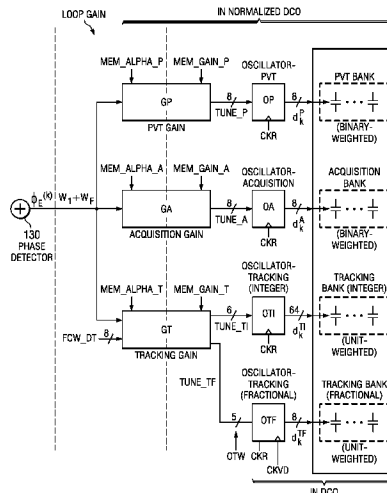 IN NORMALIZED DCO
LOOP GAIN
MEM_ALPHA_P MEM_GAIN_P
OSCILLATOR-
PVT
GP
PVT GAIN
8
TUNE_P
OP
8
d_k^P
CKR
PVT BANK
(BINARY-
WEIGHTED)
MEM_ALPHA_A MEM_GAIN_A
OSCILLATOR-
ACQUISITION
GA
ACQUISITION GAIN
8
TUNE_A
OA
8
d_k^A
CKR
ACQUISITION
BANK
(BINARY-
WEIGHTED)
ϕ_E(k) W_I+W_F
130
PHASE
DETECTOR
MEM_ALPHA_T MEM_GAIN_T
OSCILLATOR-
TRACKING
(INTEGER)
FCW_DT 8
GT
TRACKING GAIN
6
TUNE_TI
OTI
64
d_k^TI
CKR
TRACKING
BANK (INTEGER)
(UNIT-
WEIGHTED)
TUNE_TF
OSCILLATOR-
TRACKING
(FRACTIONAL)
5
OTW
OTF
8
d_k^TF
CKR
CKVD
TRACKING BANK
(FRACTIONAL)
(UNIT-
WEIGHTED)
IN DCO